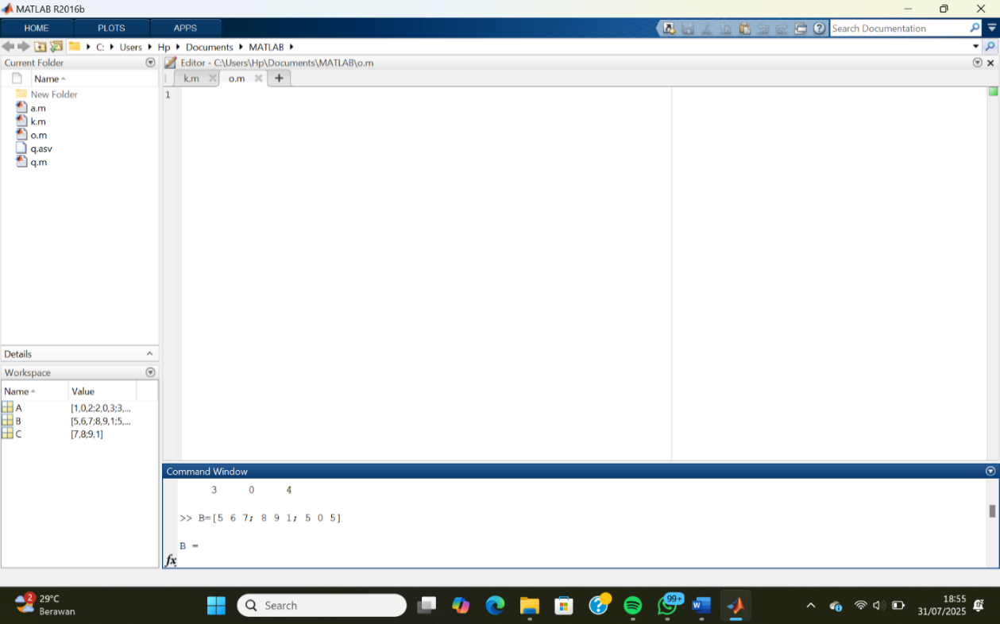 MATLAB R2016b
HOME PLOTS APPS
Search Documentation
C: Users Hp Documents MATLAB
Current Folder
Name
New Folder
a.m
k.m
o.m
q.asv
q.m
Details
Workspace
Name Value
A [1,0,2;2,0,3;3,...
B [5,6,7;8,9,1;5,...
C [7,8;9,1]
Editor - C:\Users\Hp\Documents\MATLAB\o.m
k.m o.m +
1
Command Window
3 0 4
>> B=[5 6 7; 8 9 1; 5 0 5]
B =
fx
2
29°C
Berawan
Search
99+
W
18:55
31/07/2025